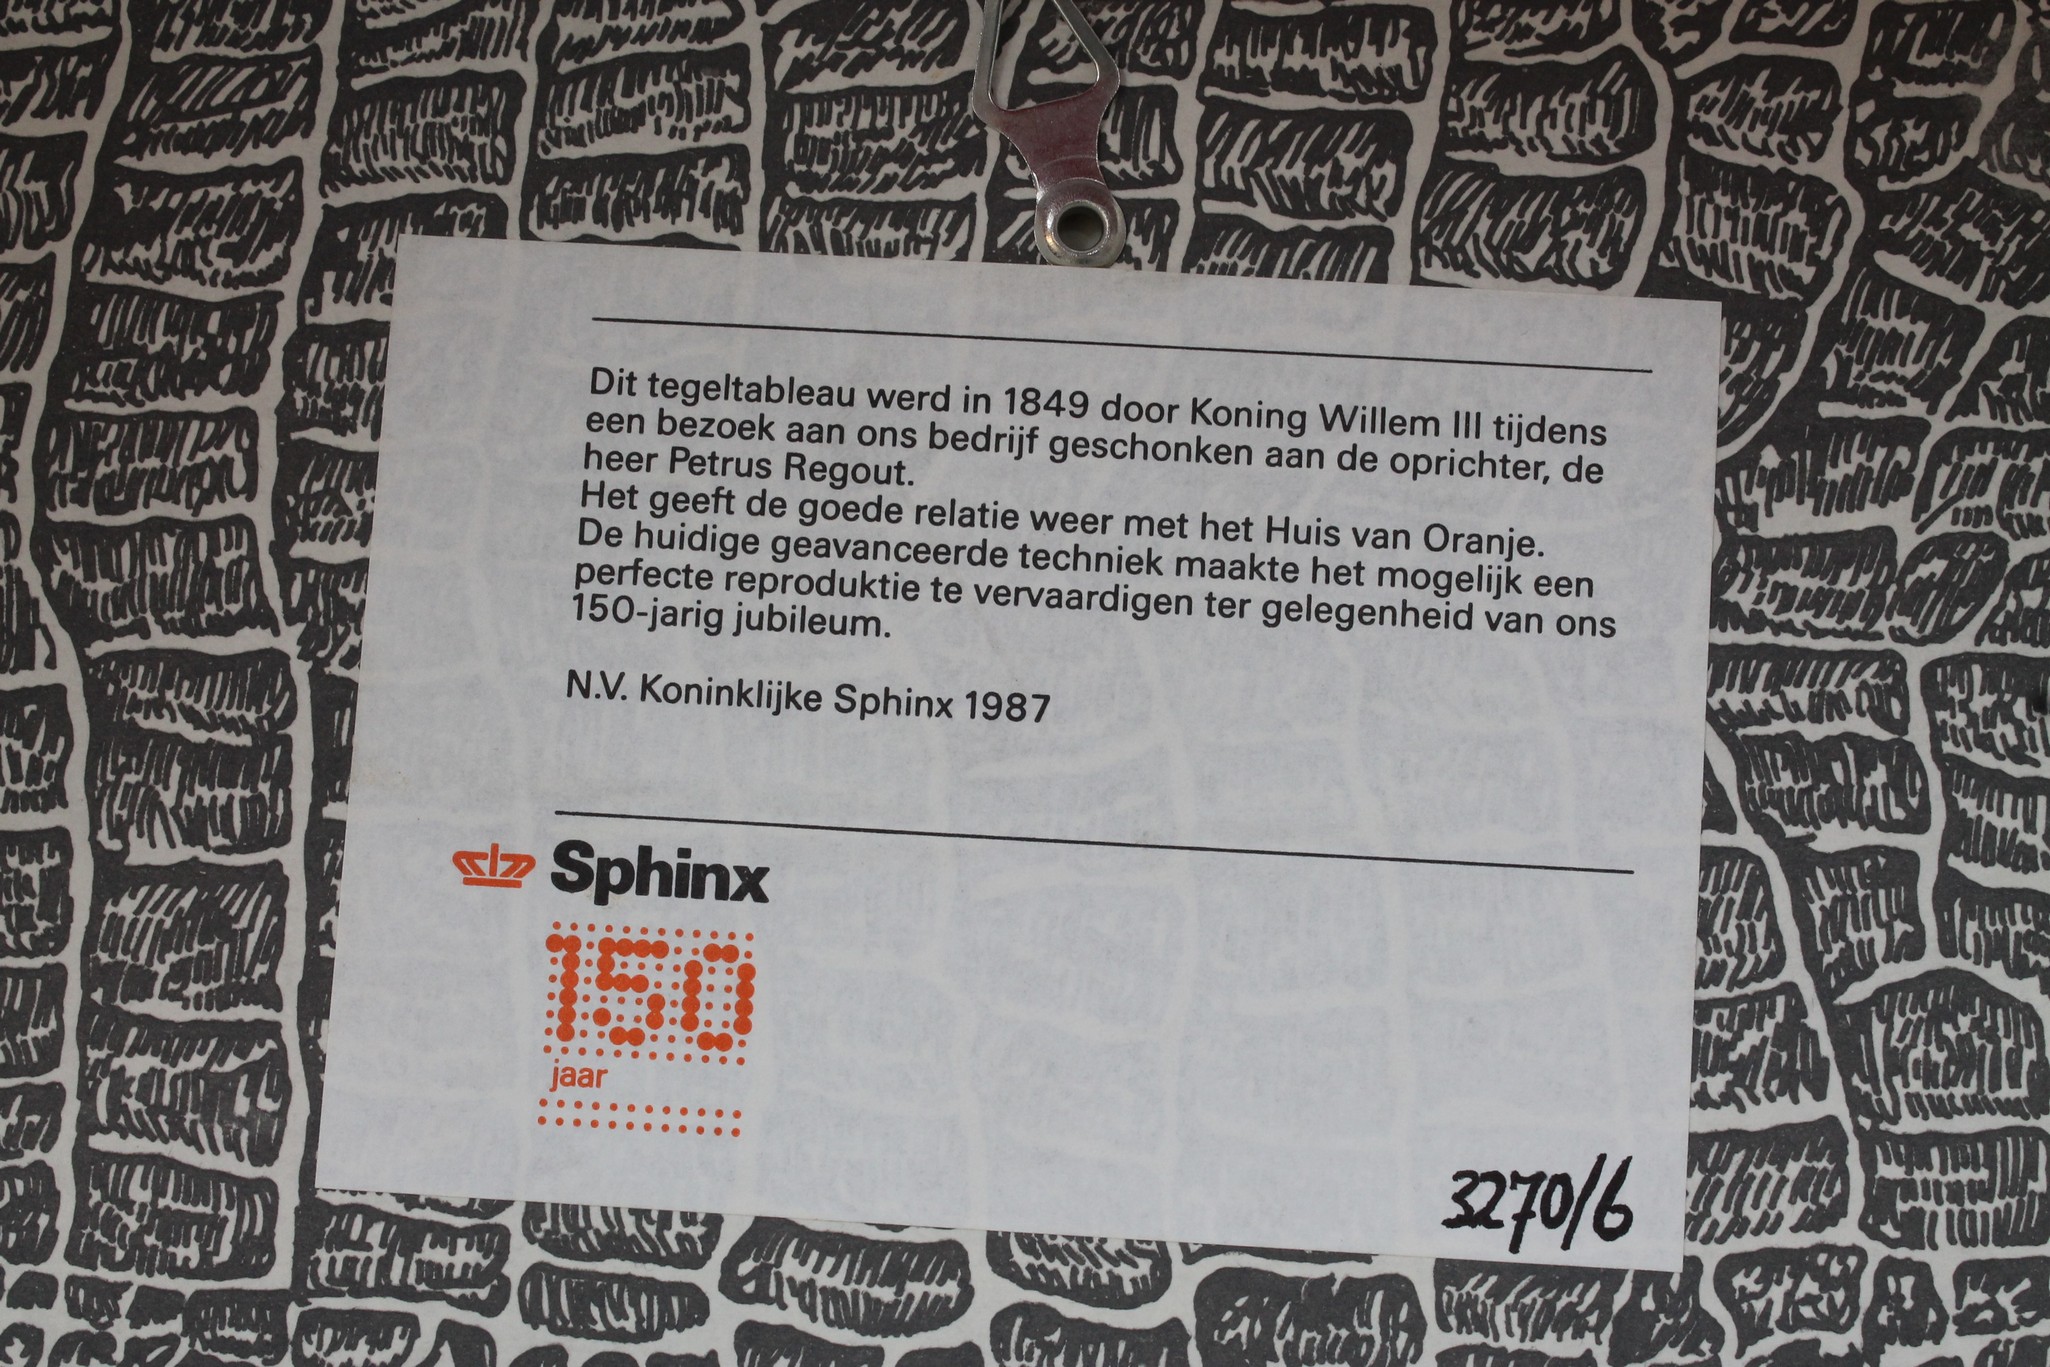 Dit tegeltableau werd in 1849 door Koning Willem III tijdens
een bezoek aan ons bedrijf geschonken aan de oprichter, de
heer Petrus Regout.
Het geeft de goede relatie weer met het Huis van Oranje.
De huidige geavanceerde techniek maakte het mogelijk een
perfecte reproduktie te vervaardigen ter gelegenheid van ons
150-jarig jubileum.
N.V. Koninklijke Sphinx 1987
Sphinx
150
jaar
3270/6